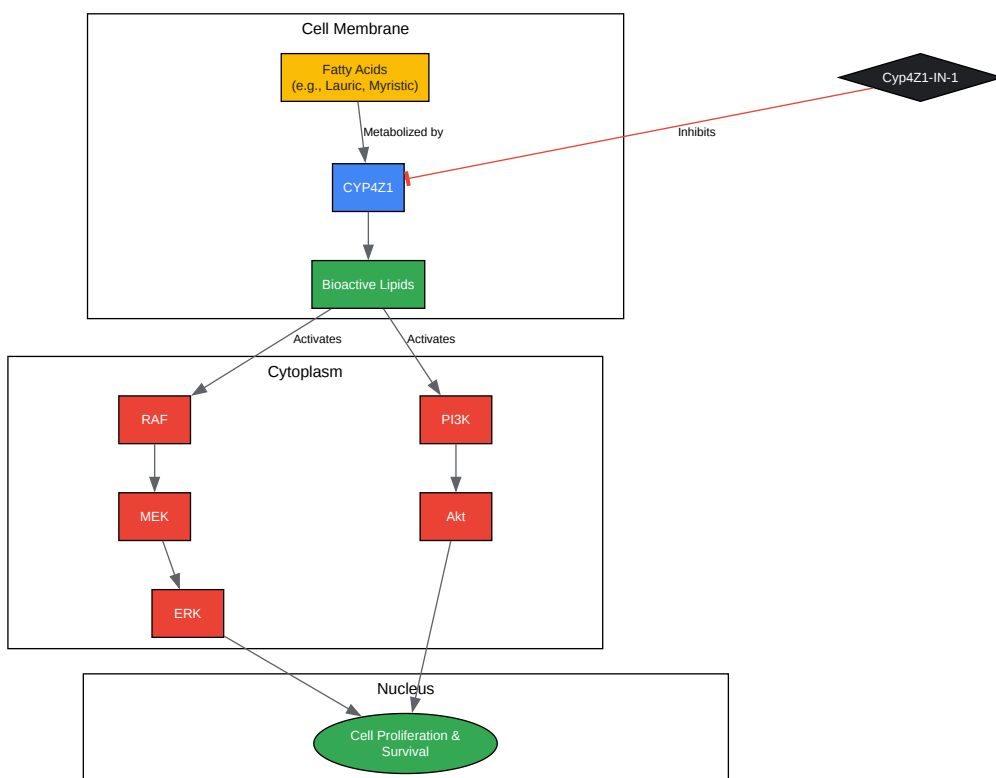 Cell Membrane
Fatty Acids
(e.g., Lauric, Myristic)
Cyp4Z1-IN-1
Metabolized by
Inhibits
CYP4Z1
Bioactive Lipids
Activates
Activates
Cytoplasm
RAF
PI3K
MEK
Akt
ERK
Nucleus
Cell Proliferation &
Survival